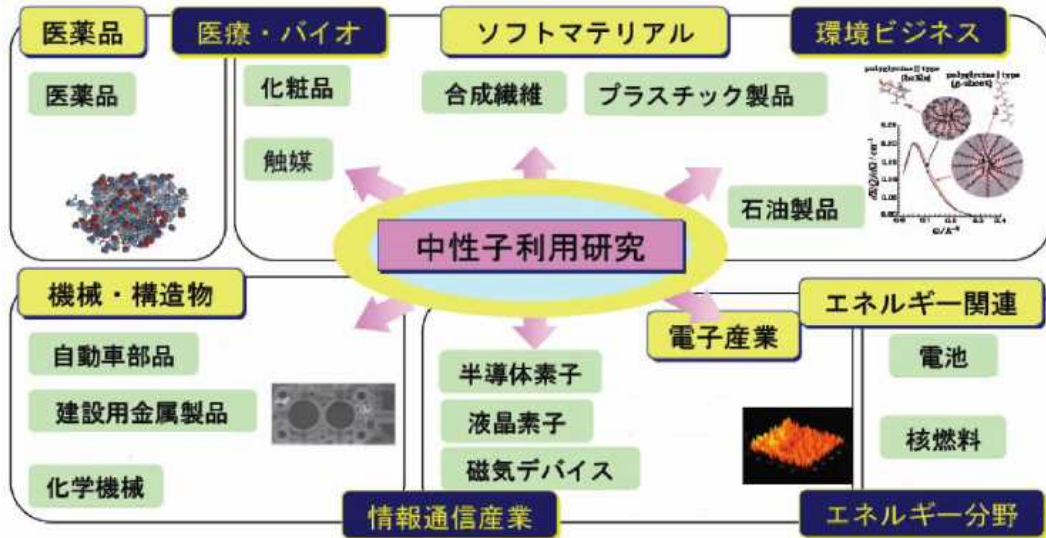 医薬品
医療・バイオ
ソフトマテリアル
環境ビジネス
医薬品
化粧品
合成繊維
プラスチック製品
触媒
石油製品
中性子利用研究
機械・構造物
自動車部品
建設用金属製品
化学機械
電子産業
半導体素子
液晶素子
磁気デバイス
エネルギー関連
電池
核燃料
情報通信産業
エネルギー分野